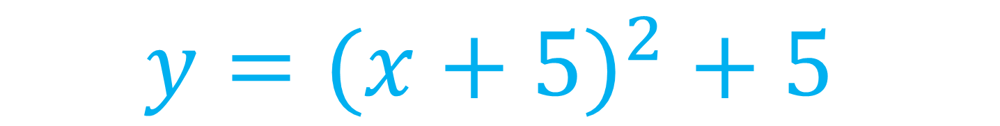 y = (x + 5)² + 5